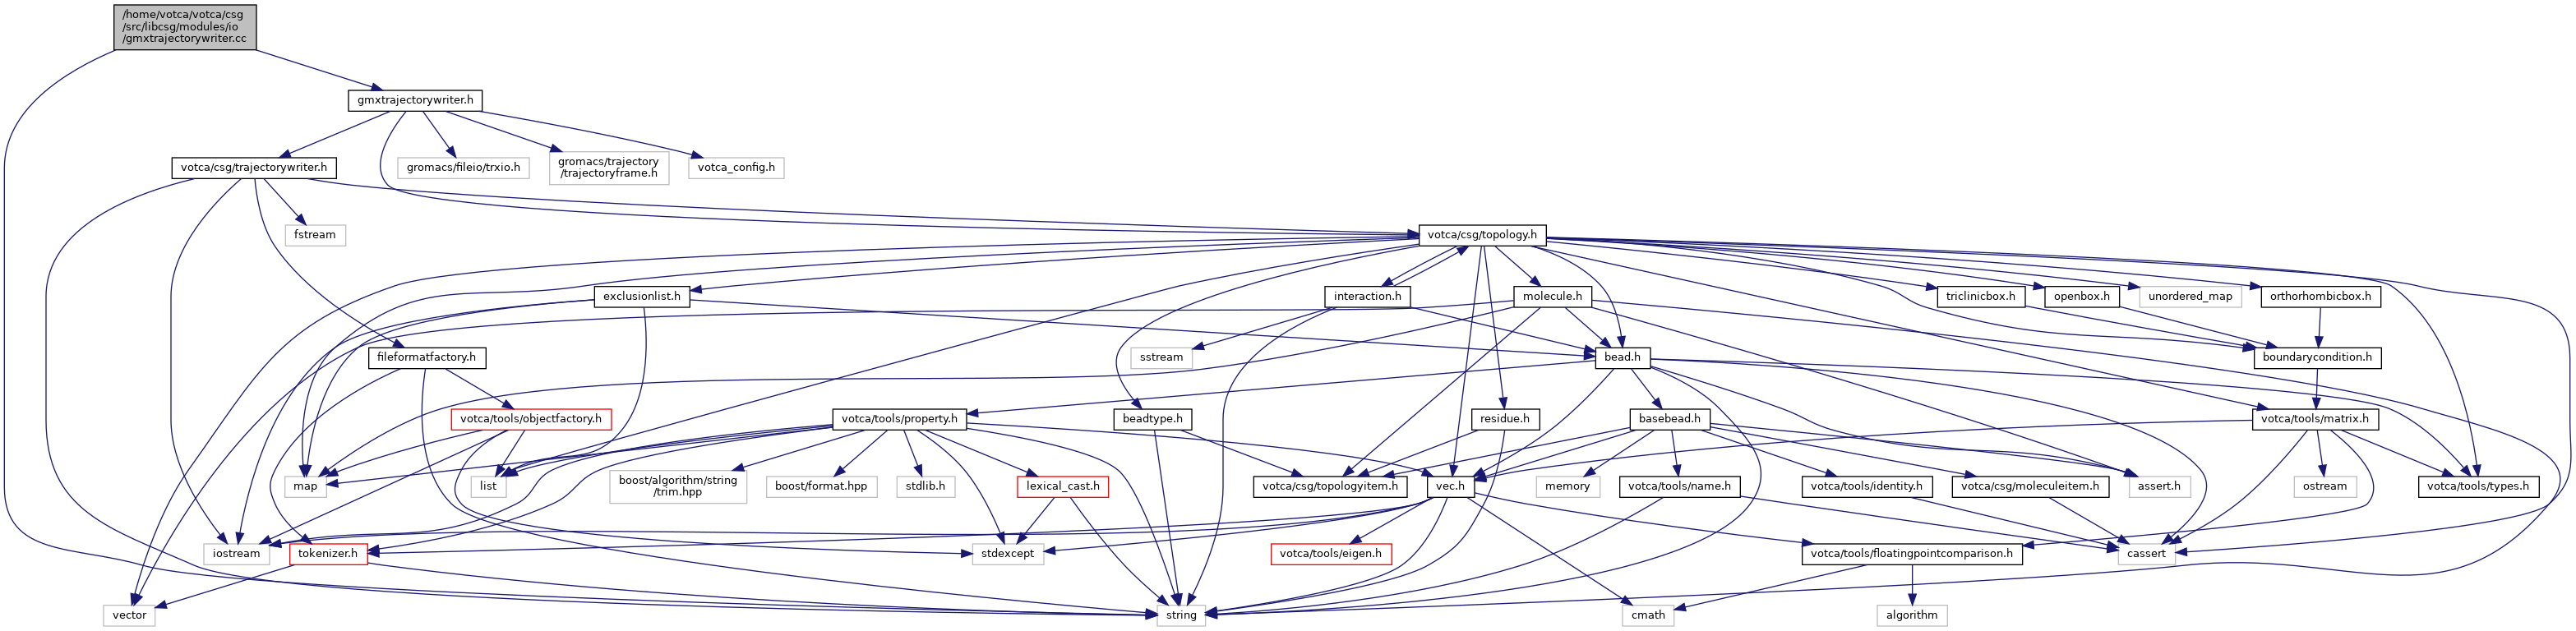 /home/votca/votca/csg
/src/libcsg/modules/io
/gmxtrajectorywriter.cc
gmxtrajectorywriter.h
votca/csg/trajectorywriter.h
gromacs/fileio/trxio.h
gromacs/trajectory
/trajectoryframe.h
votca_config.h
fstream
votca/csg/topology.h
exclusionlist.h
interaction.h
molecule.h
triclinicbox.h
openbox.h
unordered_map
orthorhombicbox.h
fileformatfactory.h
sstream
bead.h
boundarycondition.h
votca/tools/objectfactory.h
votca/tools/property.h
beadtype.h
residue.h
basebead.h
votca/tools/matrix.h
map
list
boost/algorithm/string
/trim.hpp
boost/format.hpp
stdlib.h
lexical_cast.h
votca/csg/topologyitem.h
vec.h
memory
votca/tools/name.h
votca/tools/identity.h
votca/csg/moleculeitem.h
assert.h
ostream
votca/tools/types.h
iostream
tokenizer.h
stdexcept
votca/tools/eigen.h
votca/tools/floatingpointcomparison.h
cassert
vector
string
cmath
algorithm